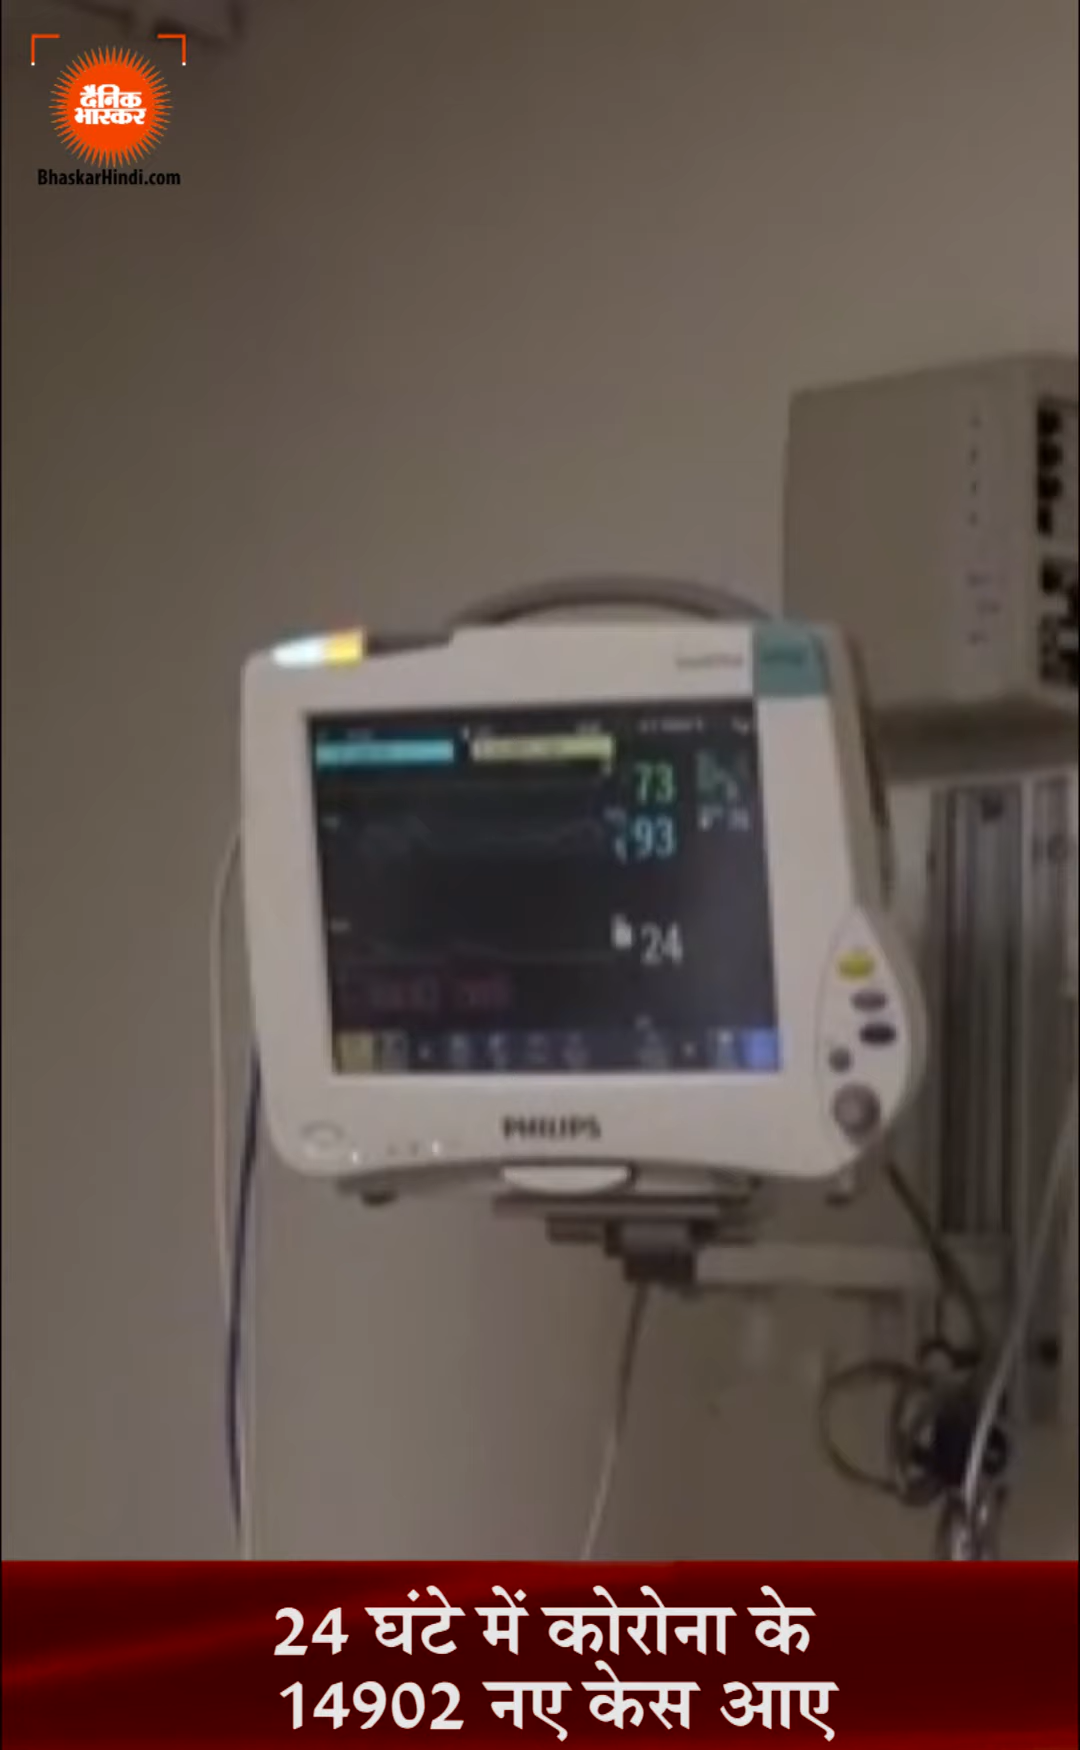 दैनिक
भास्कर
BhaskarHindi.com
73
93
24
PHILIPS
24 घंटे में कोरोना के
14902 नए केस आए